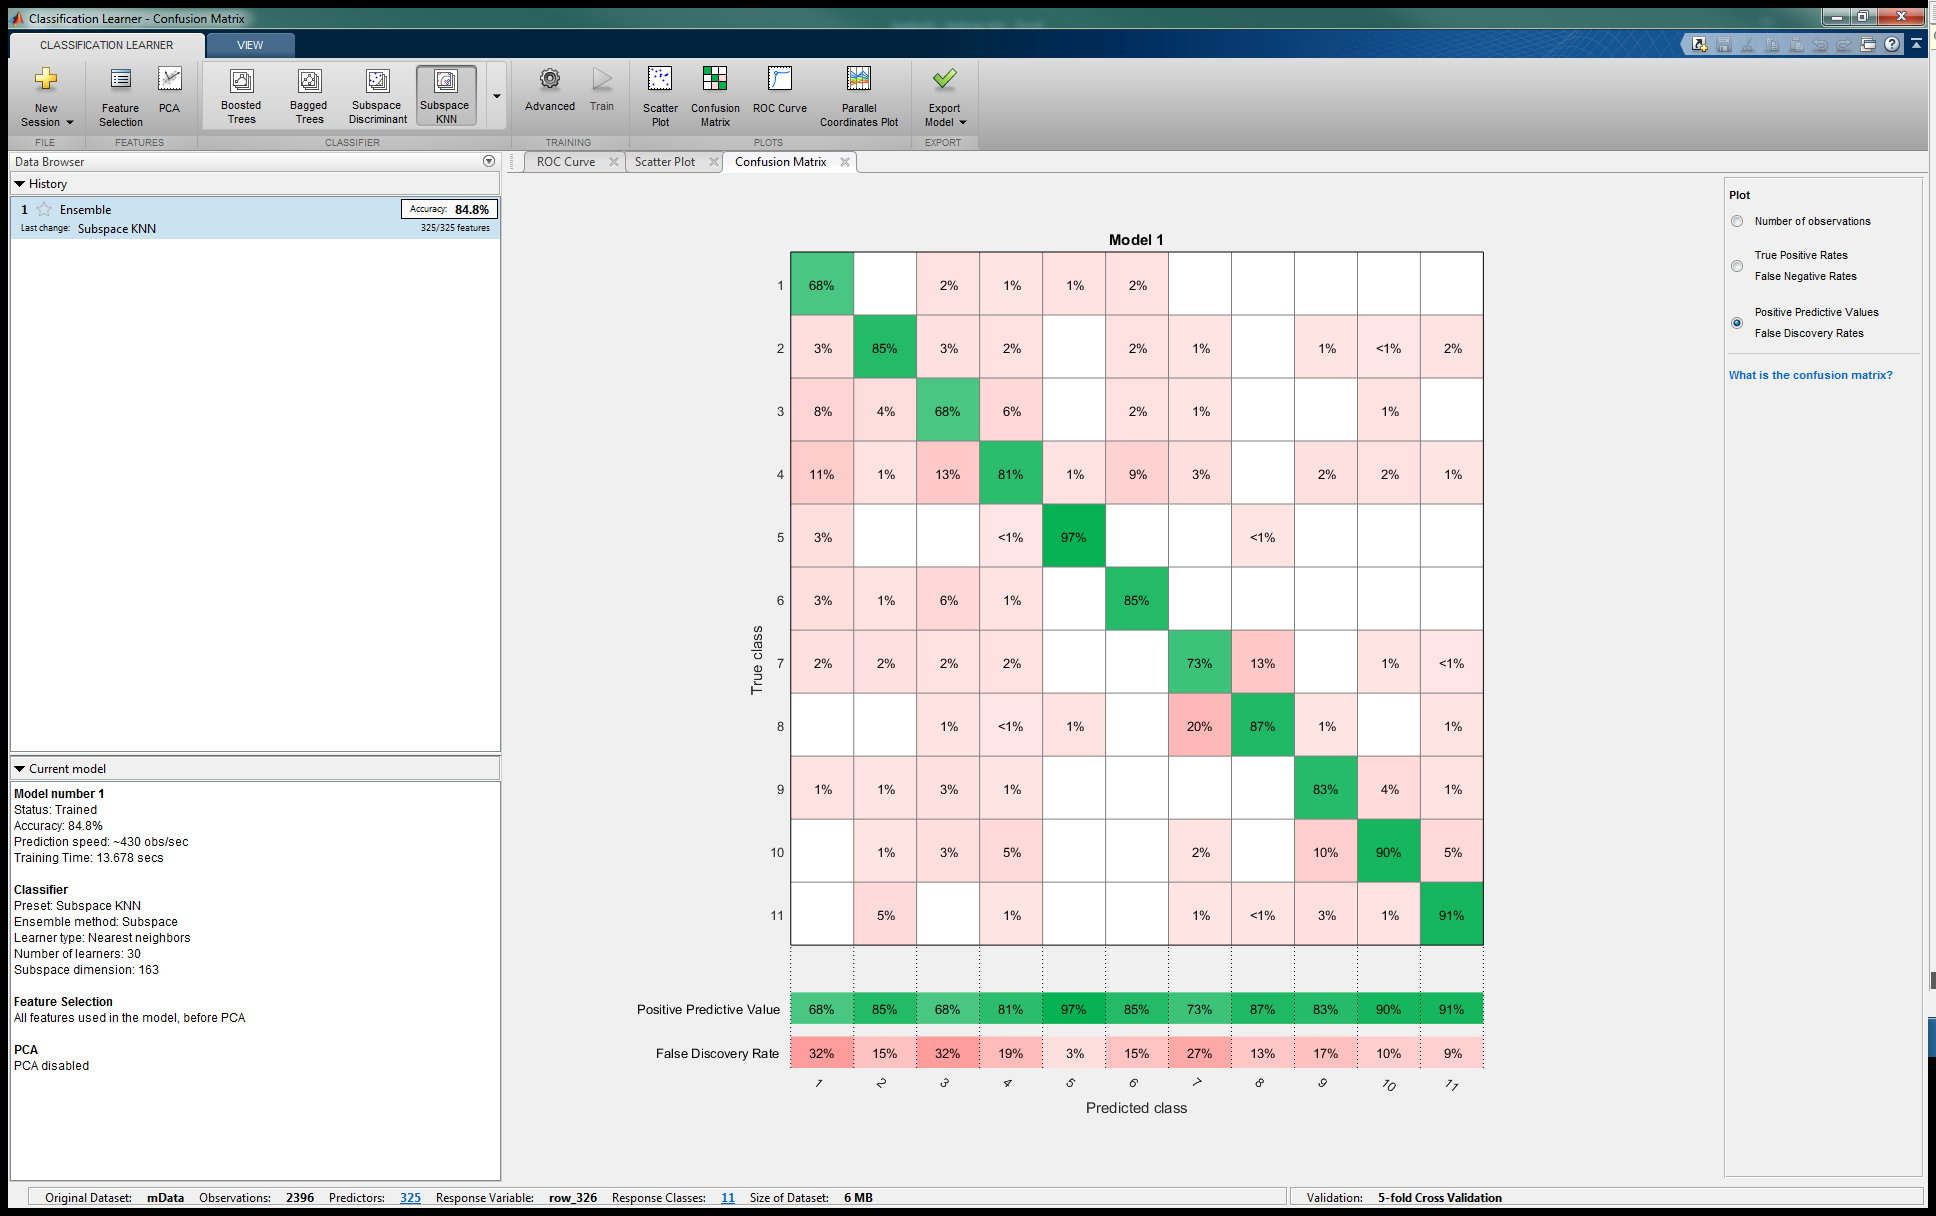 Classification Learner - Confusion Matrix
CLASSIFICATION LEARNER
VIEW
New Session
Feature Selection
PCA
Boosted Trees
Bagged Trees
Subspace Discriminant
Subspace KNN
Advanced
Train
Scatter Plot
Confusion Matrix
ROC Curve
Parallel Coordinates Plot
Export Model
FILE
FEATURES
CLASSIFIER
TRAINING
PLOTS
EXPORT
Data Browser
History
1 Ensemble Accuracy: 84.8%
Last change: Subspace KNN 325/325 features
Current model
Model number 1
Status: Trained
Accuracy: 84.8%
Prediction speed: ~430 obs/sec
Training Time: 13.678 secs
Classifier
Preset: Subspace KNN
Ensemble method: Subspace
Learner type: Nearest neighbors
Number of learners: 30
Subspace dimension: 163
Feature Selection
All features used in the model, before PCA
PCA
PCA disabled
ROC Curve
Scatter Plot
Confusion Matrix
Model 1
True class
1 68% 2% 1% 1% 2%
2 3% 85% 3% 2% 2% 1% 1% <1% 2%
3 8% 4% 68% 6% 2% 1% 1%
4 11% 1% 13% 81% 1% 9% 3% 2% 2% 1%
5 3% <1% 97% <1%
6 3% 1% 6% 1% 85%
7 2% 2% 2% 2% 73% 13% 1% <1%
8 1% <1% 1% 20% 87% 1% 1%
9 1% 1% 3% 1% 83% 4% 1%
10 1% 3% 5% 2% 10% 90% 5%
11 5% 1% 1% <1% 3% 1% 91%
Positive Predictive Value 68% 85% 68% 81% 97% 85% 73% 87% 83% 90% 91%
False Discovery Rate 32% 15% 32% 19% 3% 15% 27% 13% 17% 10% 9%
1 2 3 4 5 6 7 8 9 10 11
Predicted class
Plot
Number of observations
True Positive Rates
False Negative Rates
Positive Predictive Values
False Discovery Rates
What is the confusion matrix?
Original Dataset: mData Observations: 2396 Predictors: 325 Response Variable: row_326 Response Classes: 11 Size of Dataset: 6 MB
Validation: 5-fold Cross Validation